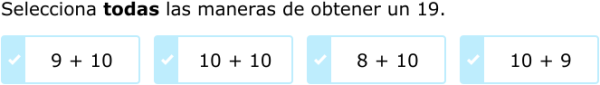 Selecciona todas las maneras de obtener un 19.
9 + 10 10 + 10 8 + 10 10 + 9